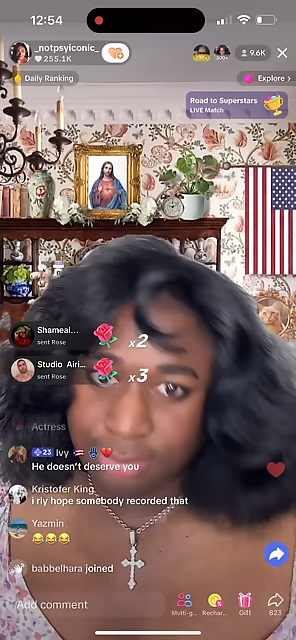 12:54
_notpsyiconic_
255.1K
300+
9.6K
Daily Ranking
Explore >
Road to Superstars
LIVE Match
Shameal...
sent Rose
x2
Studio Airi...
sent Rose
x3
Actress
23 Ivy
He doesn't deserve you
Kristofer King
i rly hope somebody recorded that
Yazmin
babbelhara joined
Add comment
Multi-g...
Rechar...
Gift
823